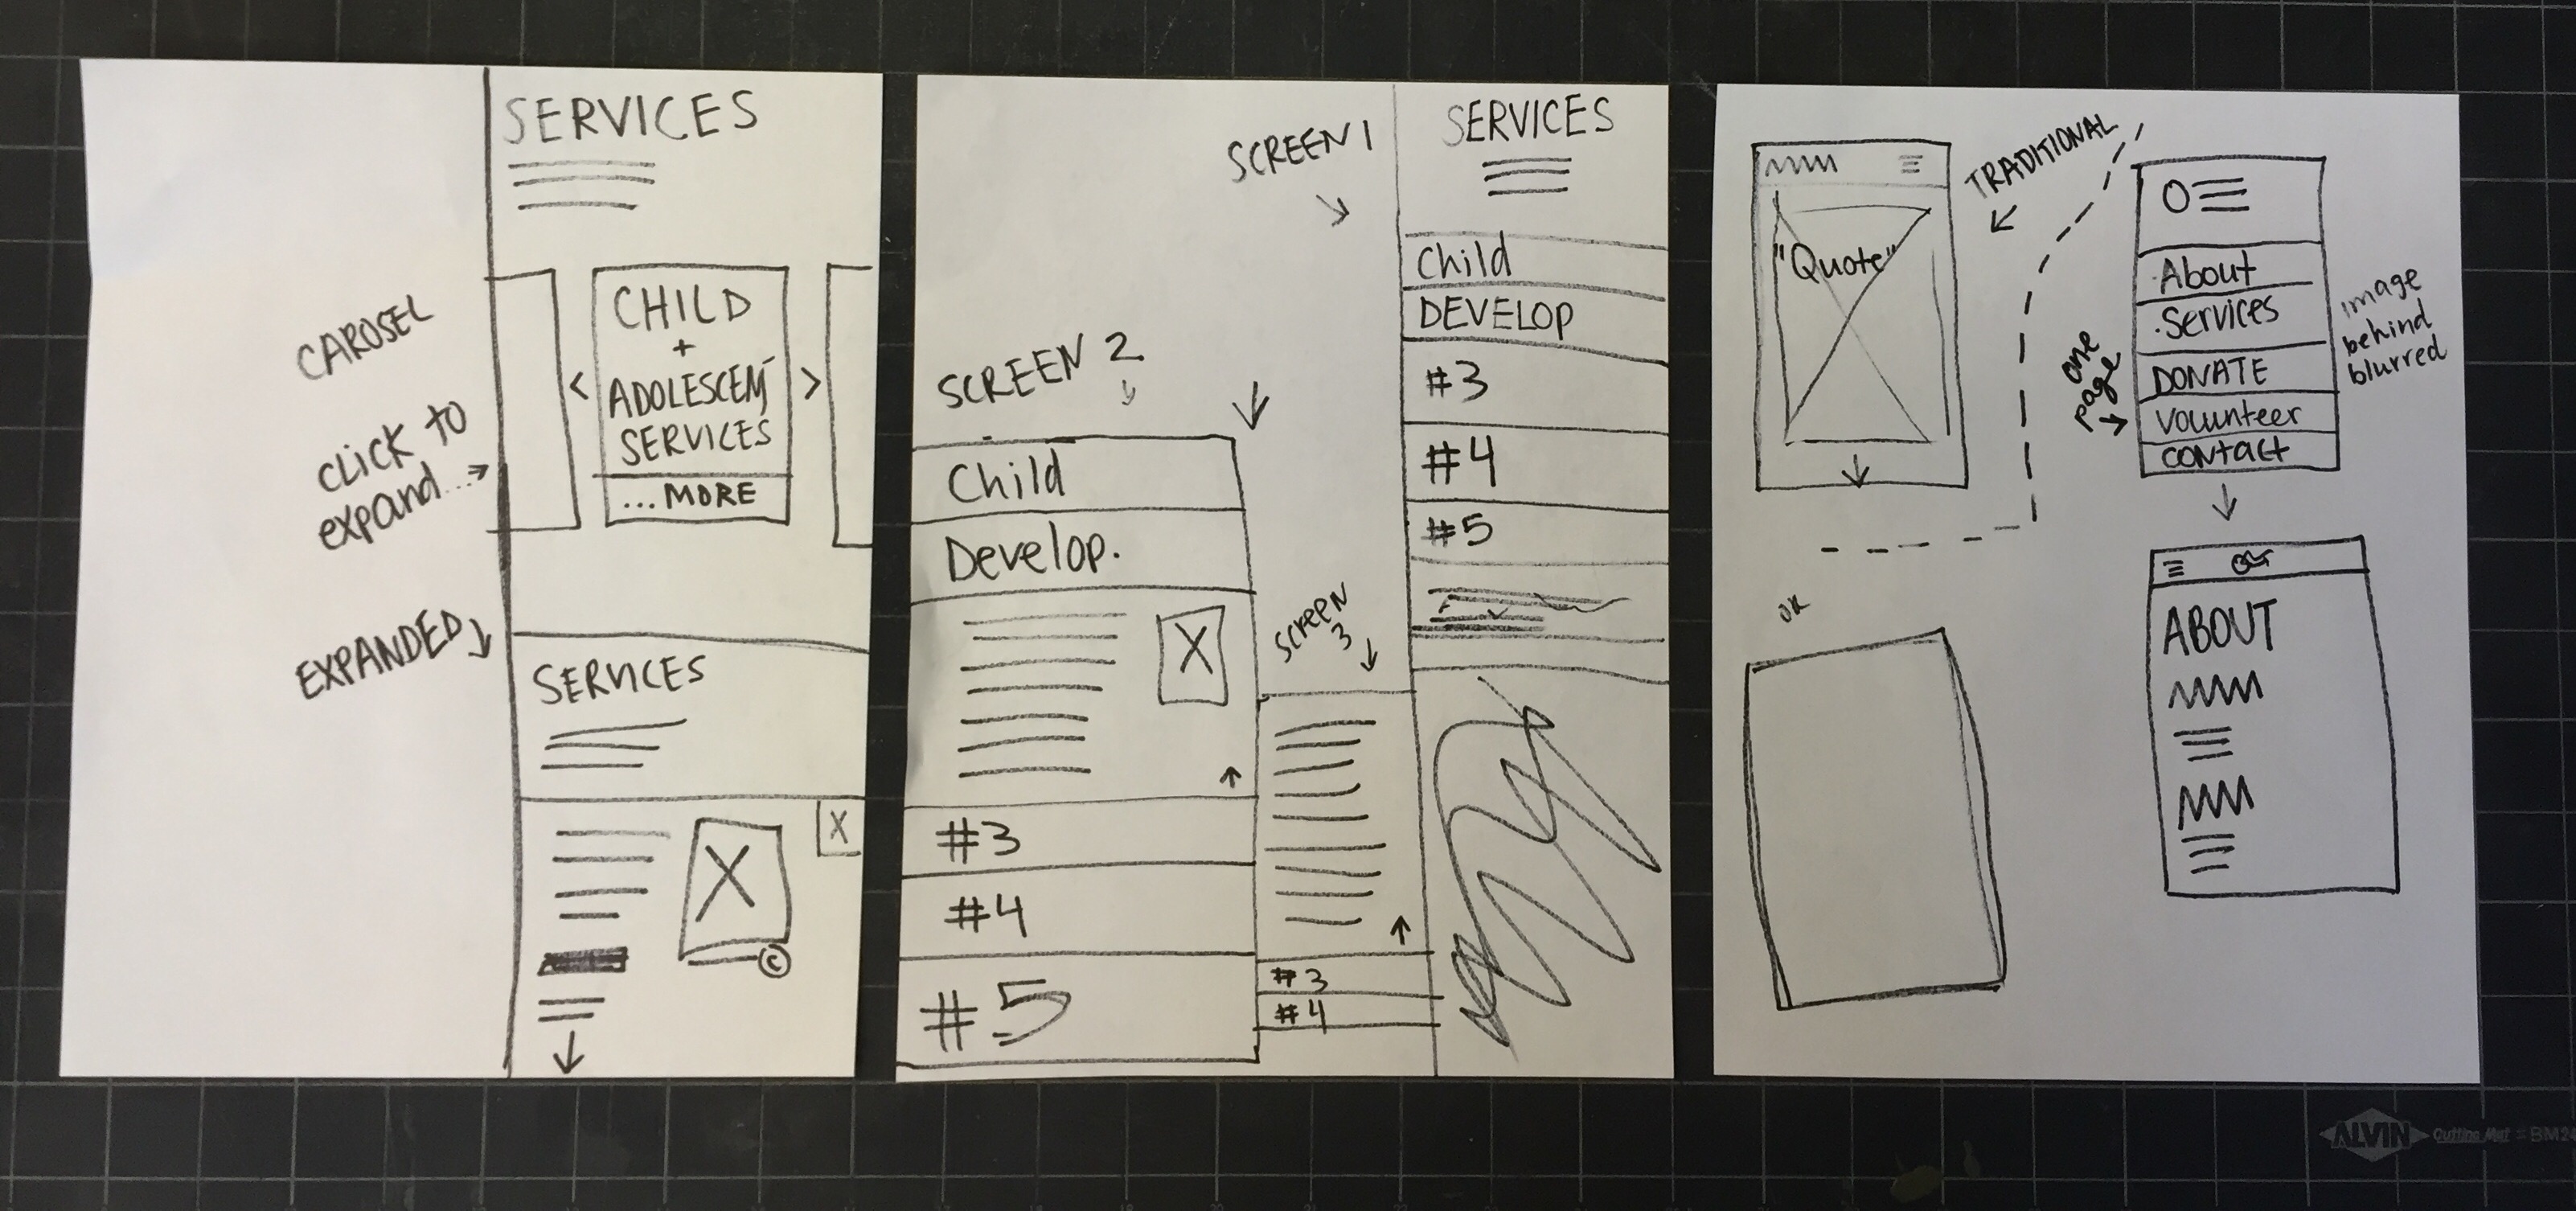 SERVICES
CAROSEL
CLICK TO
expand...
<
CHILD
+
ADOLESCENT
SERVICES
... MORE
>
EXPANDED
SERVICES
X
X
©
SCREEN 1
SERVICES
Child
DEVELOP
#3
#4
#5
SCREEN 2
Child
Develop.
X
#3
#4
#5
SCREEN
3
#3
#4
TRADITIONAL
"Quote"
one
page
About
Services
DONATE
Volunteer
Contact
image
behind
blurred
ABOUT
OK
ALVIN
Cutting Mat